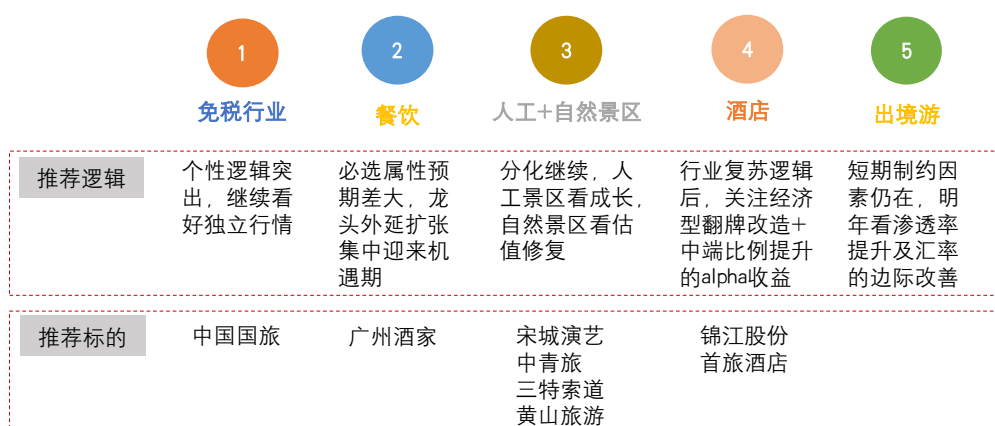 1
2
3
4
5
免税行业
餐饮
人工+自然景区
酒店
出境游
推荐逻辑
个性逻辑突
出，继续看
好独立行情
必选属性预
期差大，龙
头外延扩张
集中迎来机
遇期
分化继续，人
工景区看成长，
自然景区看估
值修复
行业复苏逻辑
后，关注经济
型翻牌改造+
中端比例提升
的alpha收益
短期制约因
素仍在，明
年看渗透率
提升及汇率
的边际改善
推荐标的
中国国旅
广州酒家
宋城演艺
中青旅
三特索道
黄山旅游
锦江股份
首旅酒店